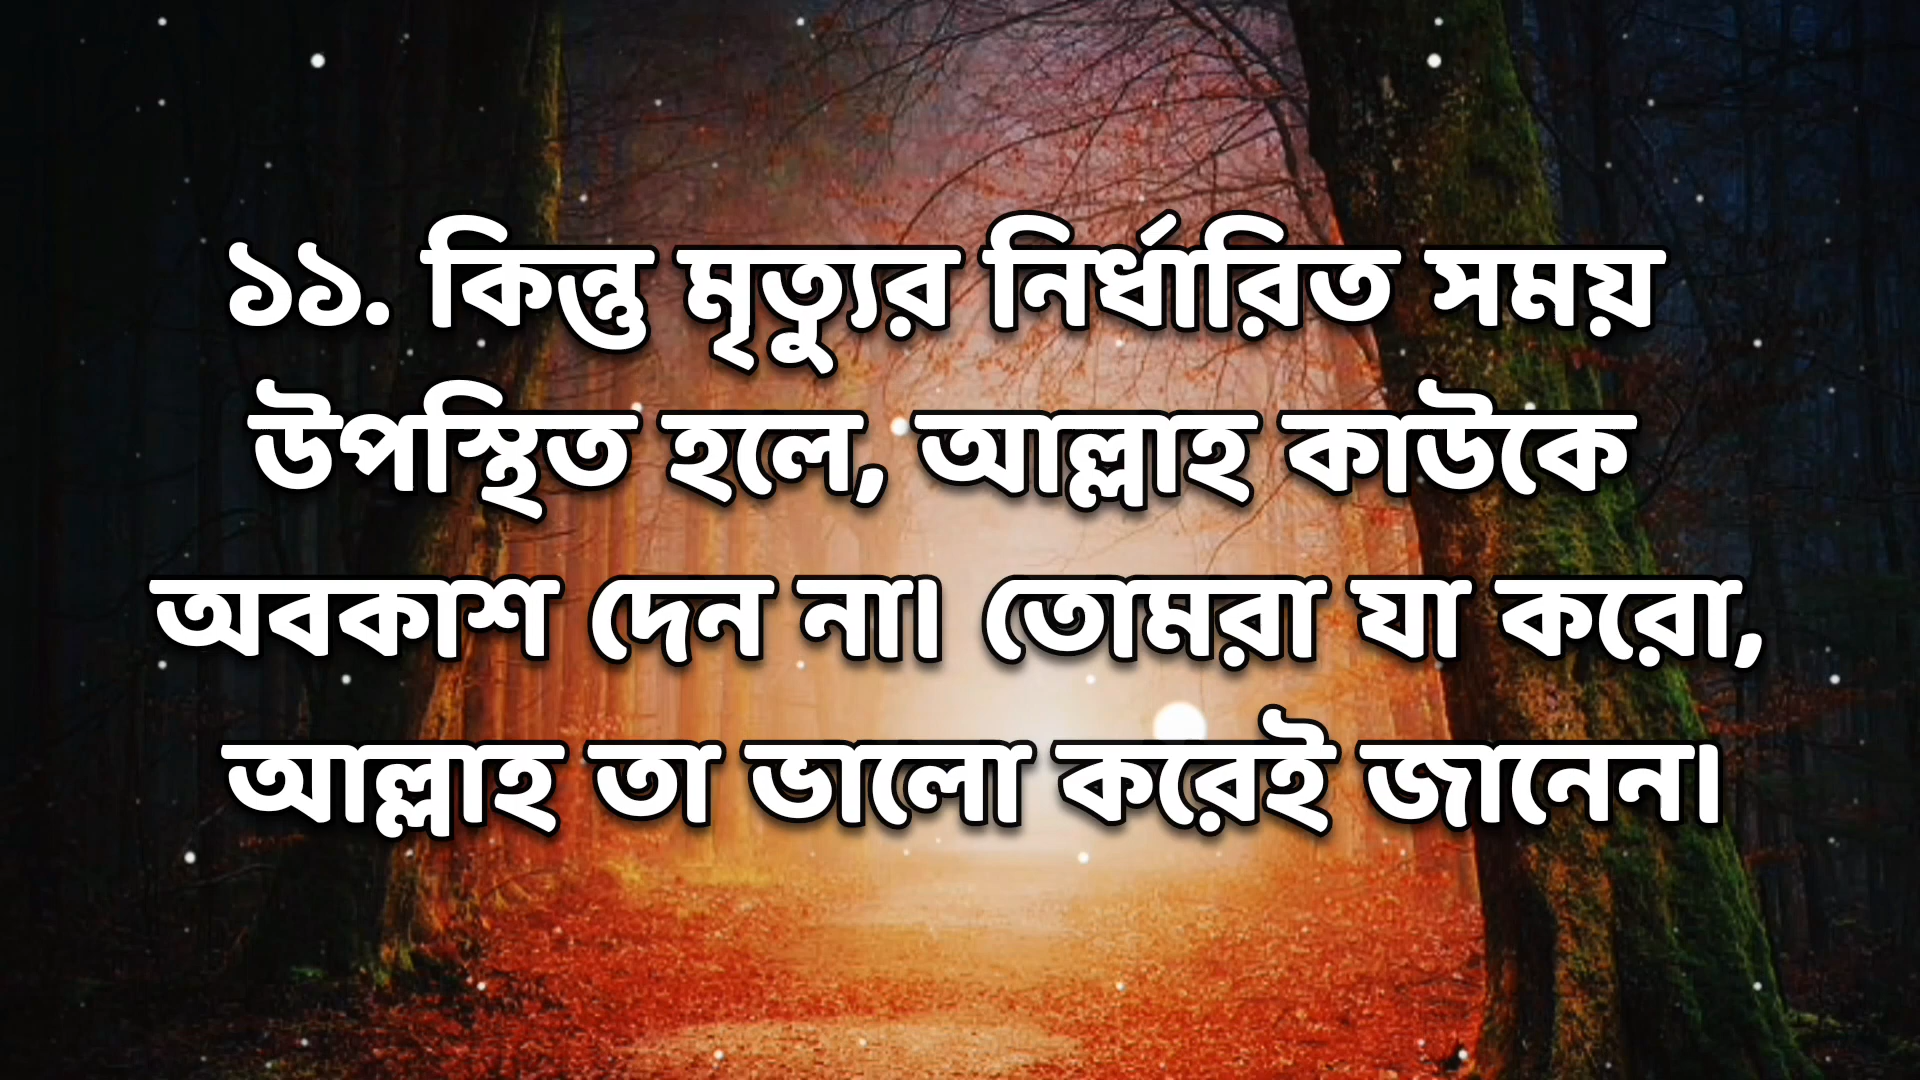 ১১. কিন্তু মৃত্যুর নির্ধারিত সময়
উপস্থিত হলে, আল্লাহ কাউকে
অবকাশ দেন না। তোমরা যা করো,
আল্লাহ তা ভালো করেই জানেন।